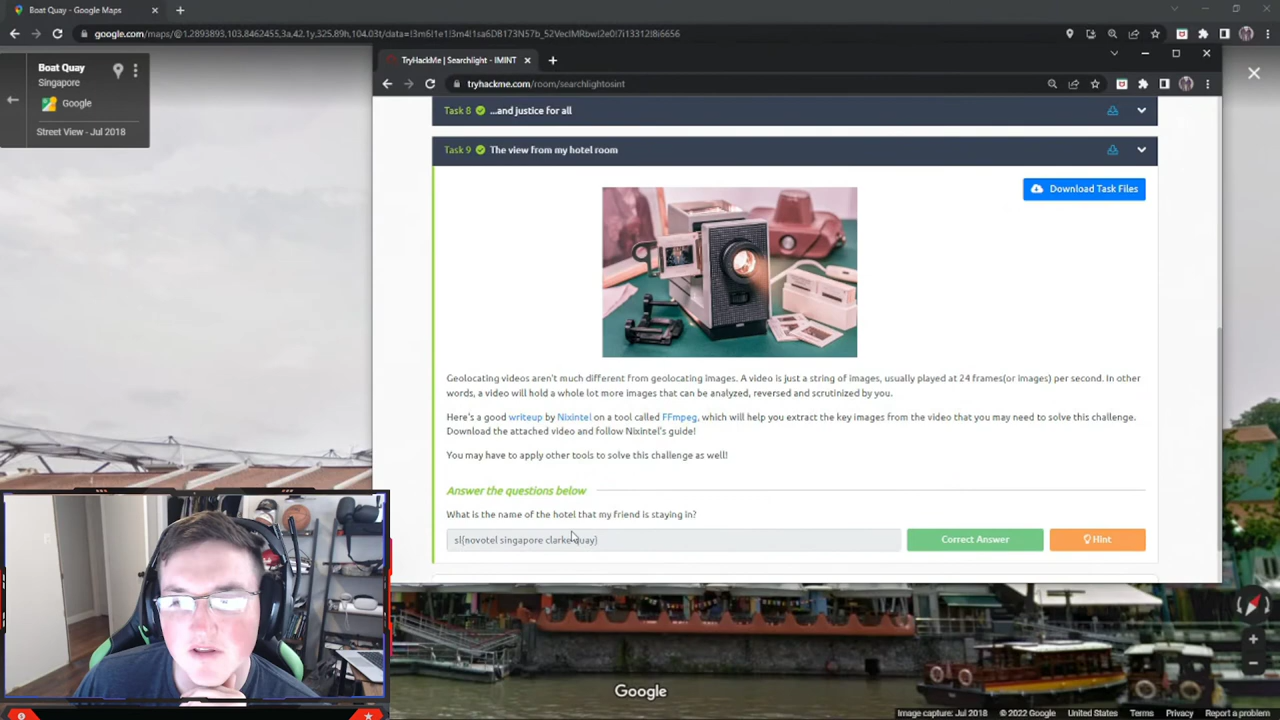 Boat Quay - Google Maps
google.com/maps/@1.2893893,103.8462455,3a,42.1y,325.89h,104.03t/data=
Boat Quay
Singapore
Google
Street View - Jul 2018
TryHackMe | Searchlight - IMINT
tryhackme.com/room/searchlightosint
Task 8 ...and justice for all
Task 9 The view from my hotel room
Download Task Files
Geolocating videos aren't much different from geolocating images. A video is just a string of images, usually played at 24 frames(or images) per second. In other
words, a video will hold a whole lot more images that can be analyzed, reversed and scrutinized by you.
Here's a good writeup by Nixintel on a tool called FFmpeg, which will help you extract the key images from the video that you may need to solve this challenge.
Download the attached video and follow Nixintel's guide!
You may have to apply other tools to solve this challenge as well!
Answer the questions below
What is the name of the hotel that my friend is staying in?
sl{novotel singapore clarke quay}
Correct Answer
Hint
Google
Image capture: Jul 2018 © 2022 Google United States Terms Privacy Report a problem